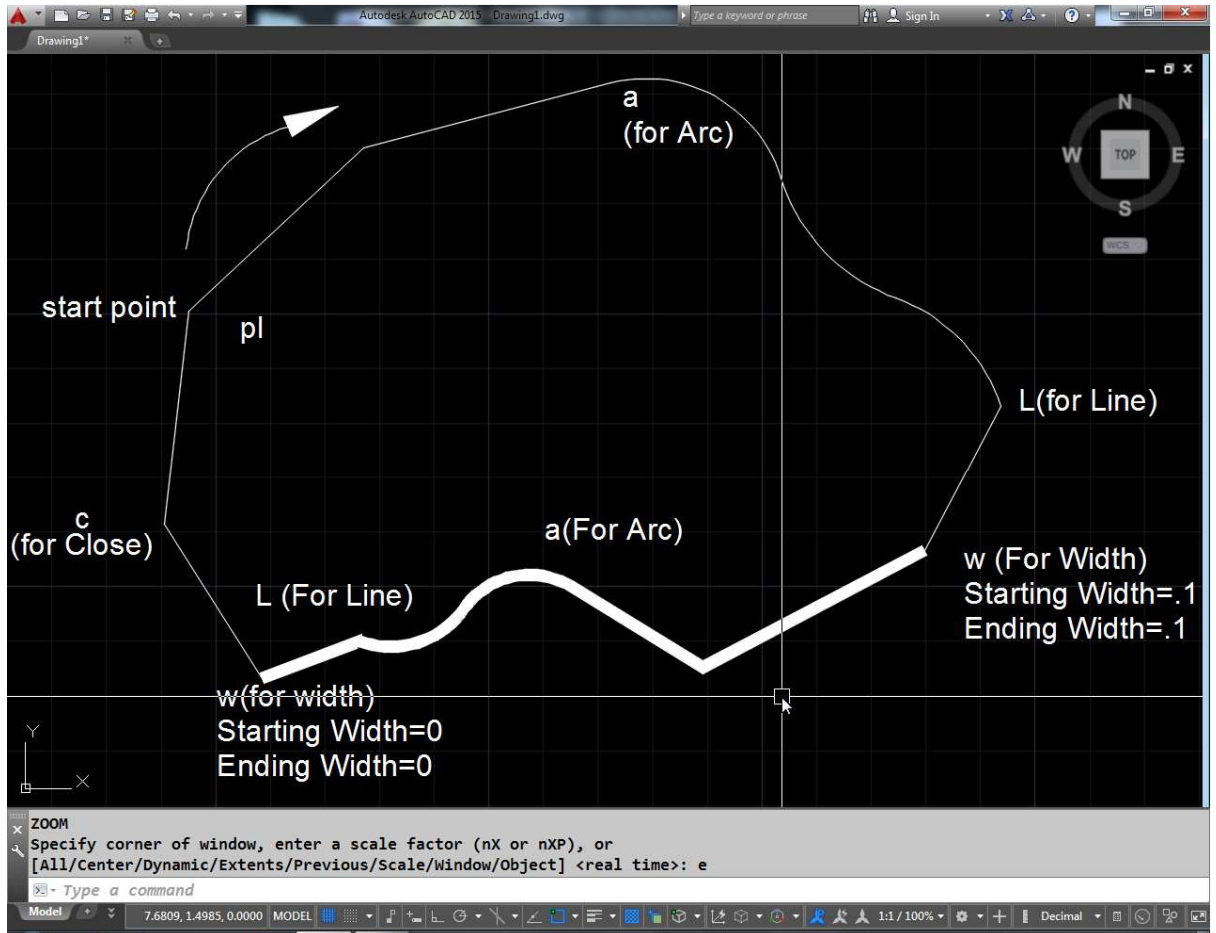 Autodesk AutoCAD 2015 Drawing1.dwg
Type a keyword or phrase
Sign In
Drawing1*
N
W TOP E
S
WCS
a
(for Arc)
start point
pl
L(for Line)
c
(for Close)
a(For Arc)
L (For Line)
w (For Width)
Starting Width=.1
Ending Width=.1
w(for width)
Starting Width=0
Ending Width=0
Y
X
ZOOM
Specify corner of window, enter a scale factor (nX or nXP), or
[All/Center/Dynamic/Extents/Previous/Scale/Window/Object] <real time>: e
Type a command
Model 7.6809, 1.4985, 0.0000 MODEL 1:1 / 100% Decimal